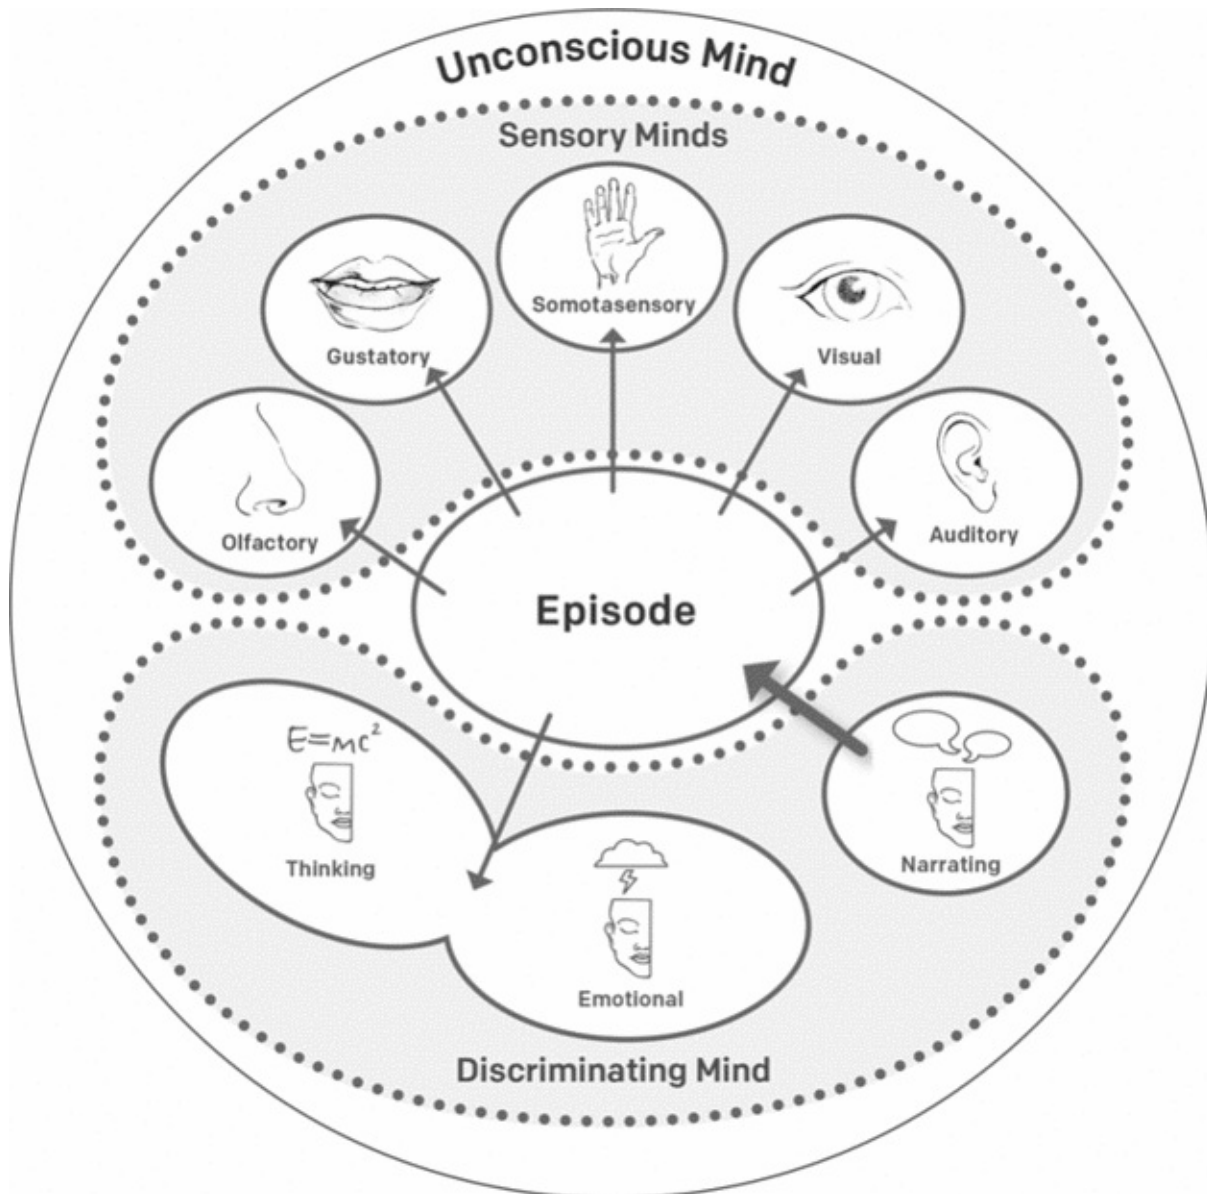 Unconscious Mind
Sensory Minds
Somotasensory
Gustatory
Visual
Olfactory
Auditory
Episode
E=mc²
Thinking
Narrating
Emotional
Discriminating Mind